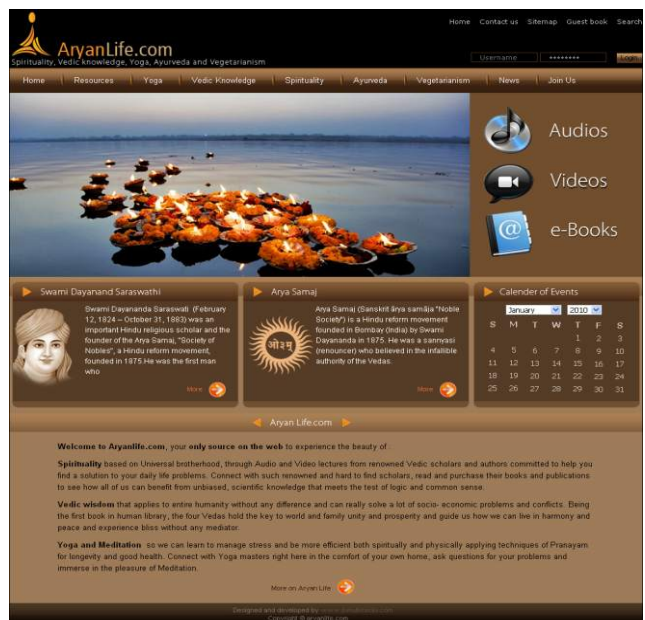 Home Contact us Sitemap Guest book Search
AryanLife.com
Spirituality, Vedic knowledge, Yoga, Ayurveda and Vegetarianism
Username ******** Login
Home Resources Yoga Vedic Knowledge Spirituality Ayurveda Vegetarianism News Join Us
Audios
Videos
e-Books
Swami Dayanand Saraswathi
Swami Dayananda Saraswati (February
12, 1824 – October 31, 1883) was an
important Hindu religious scholar and the
founder of the Arya Samaj, "Society of
Nobles", a Hindu reform movement,
founded in 1875.He was the first man
who
More
Arya Samaj
ओ३म्
Arya Samaj (Sanskrit ārya samāja "Noble
Society") is a Hindu reform movement
founded in Bombay (India) by Swami
Dayananda in 1875. He was a sannyasi
(renouncer) who believed in the infallible
authority of the Vedas.
More
Calender of Events
January 2010
S M T W T F S
1 2 3
4 5 6 7 8 9 10
11 12 13 14 15 16 17
18 19 20 21 22 23 24
25 26 27 28 29 30 31
Aryan Life.com
Welcome to Aryanlife.com, your only source on the web to experience the beauty of
Spirituality based on Universal brotherhood, through Audio and Video lectures from renowned Vedic scholars and authors committed to help you
find a solution to your daily life problems. Connect with such renowned and hard to find scholars, read and purchase their books and publications
to see how all of us can benefit from unbiased, scientific knowledge that meets the test of logic and common sense.
Vedic wisdom that applies to entire humanity without any difference and can really solve a lot of socio- economic problems and conflicts. Being
the first book in human library, the four Vedas hold the key to world and family unity and prosperity and guide us how we can live in harmony and
peace and experience bliss without any mediator.
Yoga and Meditation so we can learn to manage stress and be more efficient both spiritually and physically applying techniques of Pranayam
for longevity and good health. Connect with Yoga masters right here in the comfort of your own home, ask questions for your problems and
immerse in the pleasure of Meditation.
More on Aryan Life
Designed and developed by
Copyright © aryanlife.com